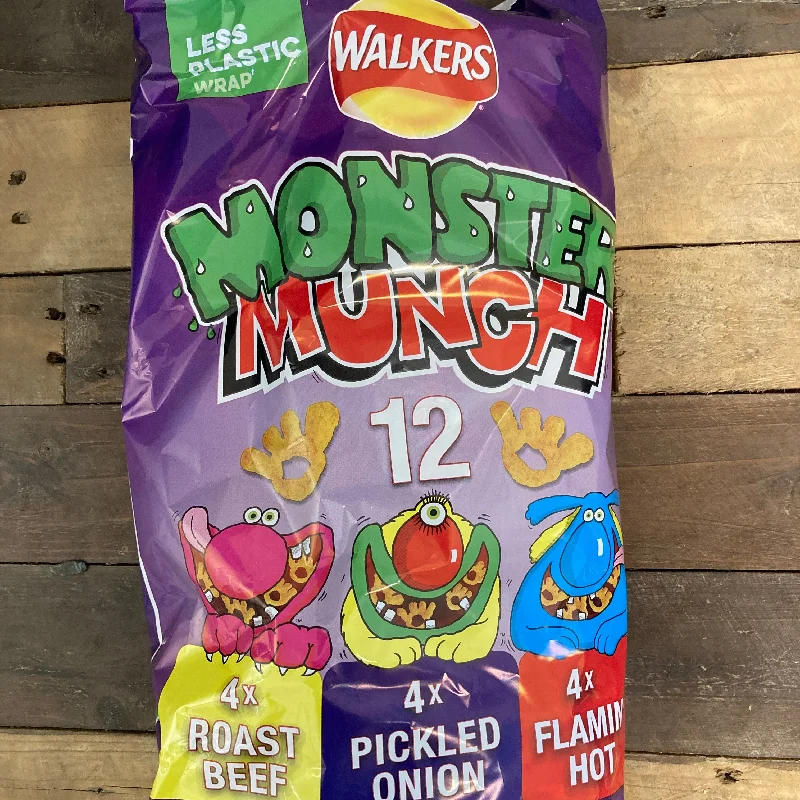 LESS
PLASTIC
WRAP
WALKERS
MONSTER
MUNCH
12
4x
ROAST
BEEF
4x
PICKLED
ONION
4x
FLAMIN
HOT